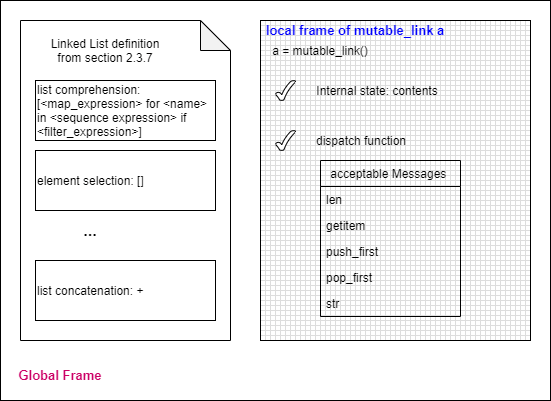 Linked List definition
from section 2.3.7
list comprehension:
[<map_expression> for <name>
in <sequence expression> if
<filter_expression>]
element selection: []
...
list concatenation: +
local frame of mutable_link a
a = mutable_link()
Internal state: contents
dispatch function
acceptable Messages
len
getitem
push_first
pop_first
str
Global Frame